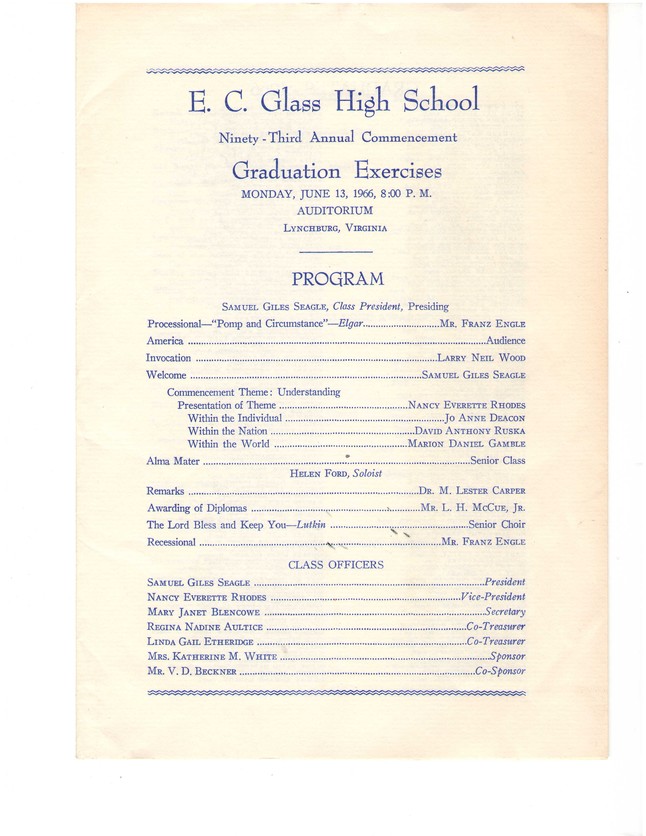 E. C. Glass High School
Ninety-Third Annual Commencement
Graduation Exercises
MONDAY, JUNE 13, 1966, 8:00 P. M.
AUDITORIUM
LYNCHBURG, VIRGINIA
PROGRAM
SAMUEL GILES SEAGLE, Class President, Presiding
Processional—"Pomp and Circumstance"—Elgar..............................MR. FRANZ ENGLE
America ..............................Audience
Invocation ..............................LARRY NEIL WOOD
Welcome ..............................SAMUEL GILES SEAGLE
Commencement Theme: Understanding
Presentation of Theme ..............................NANCY EVERETTE RHODES
Within the Individual ..............................JO ANNE DEACON
Within the Nation ..............................DAVID ANTHONY RUSKA
Within the World ..............................MARION DANIEL GAMBLE
Alma Mater ..............................Senior Class
HELEN FORD, Soloist
Remarks ..............................DR. M. LESTER CARPER
Awarding of Diplomas ..............................MR. L. H. MCCUE, JR.
The Lord Bless and Keep You—Lutkin ..............................Senior Choir
Recessional ..............................MR. FRANZ ENGLE
CLASS OFFICERS
SAMUEL GILES SEAGLE ..............................President
NANCY EVERETTE RHODES ..............................Vice-President
MARY JANET BLENCOWE ..............................Secretary
REGINA NADINE AULTICE ..............................Co-Treasurer
LINDA GAIL ETHERIDGE ..............................Co-Treasurer
MRS. KATHERINE M. WHITE ..............................Sponsor
MR. V. D. BECKNER ..............................Co-Sponsor